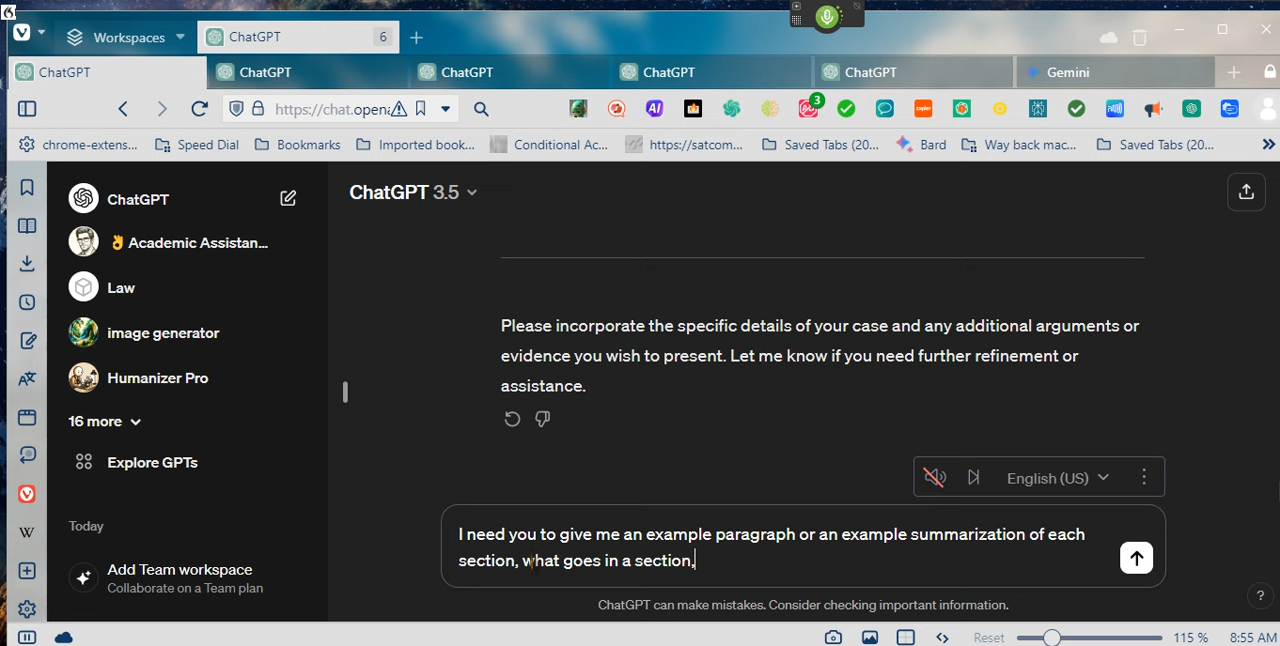 Workspaces
ChatGPT 6
ChatGPT
ChatGPT
ChatGPT
ChatGPT
ChatGPT
Gemini
https://chat.opena
3
chrome-extens...
Speed Dial
Bookmarks
Imported book...
Conditional Ac...
https://satcom...
Saved Tabs (20...
Bard
Way back mac...
Saved Tabs (20...
ChatGPT
👌 Academic Assistan...
Law
image generator
Humanizer Pro
16 more
Explore GPTs
Today
Add Team workspace
Collaborate on a Team plan
ChatGPT 3.5
Please incorporate the specific details of your case and any additional arguments or
evidence you wish to present. Let me know if you need further refinement or
assistance.
English (US)
I need you to give me an example paragraph or an example summarization of each
section, what goes in a section,
ChatGPT can make mistakes. Consider checking important information.
?
Reset
115 %
8:55 AM